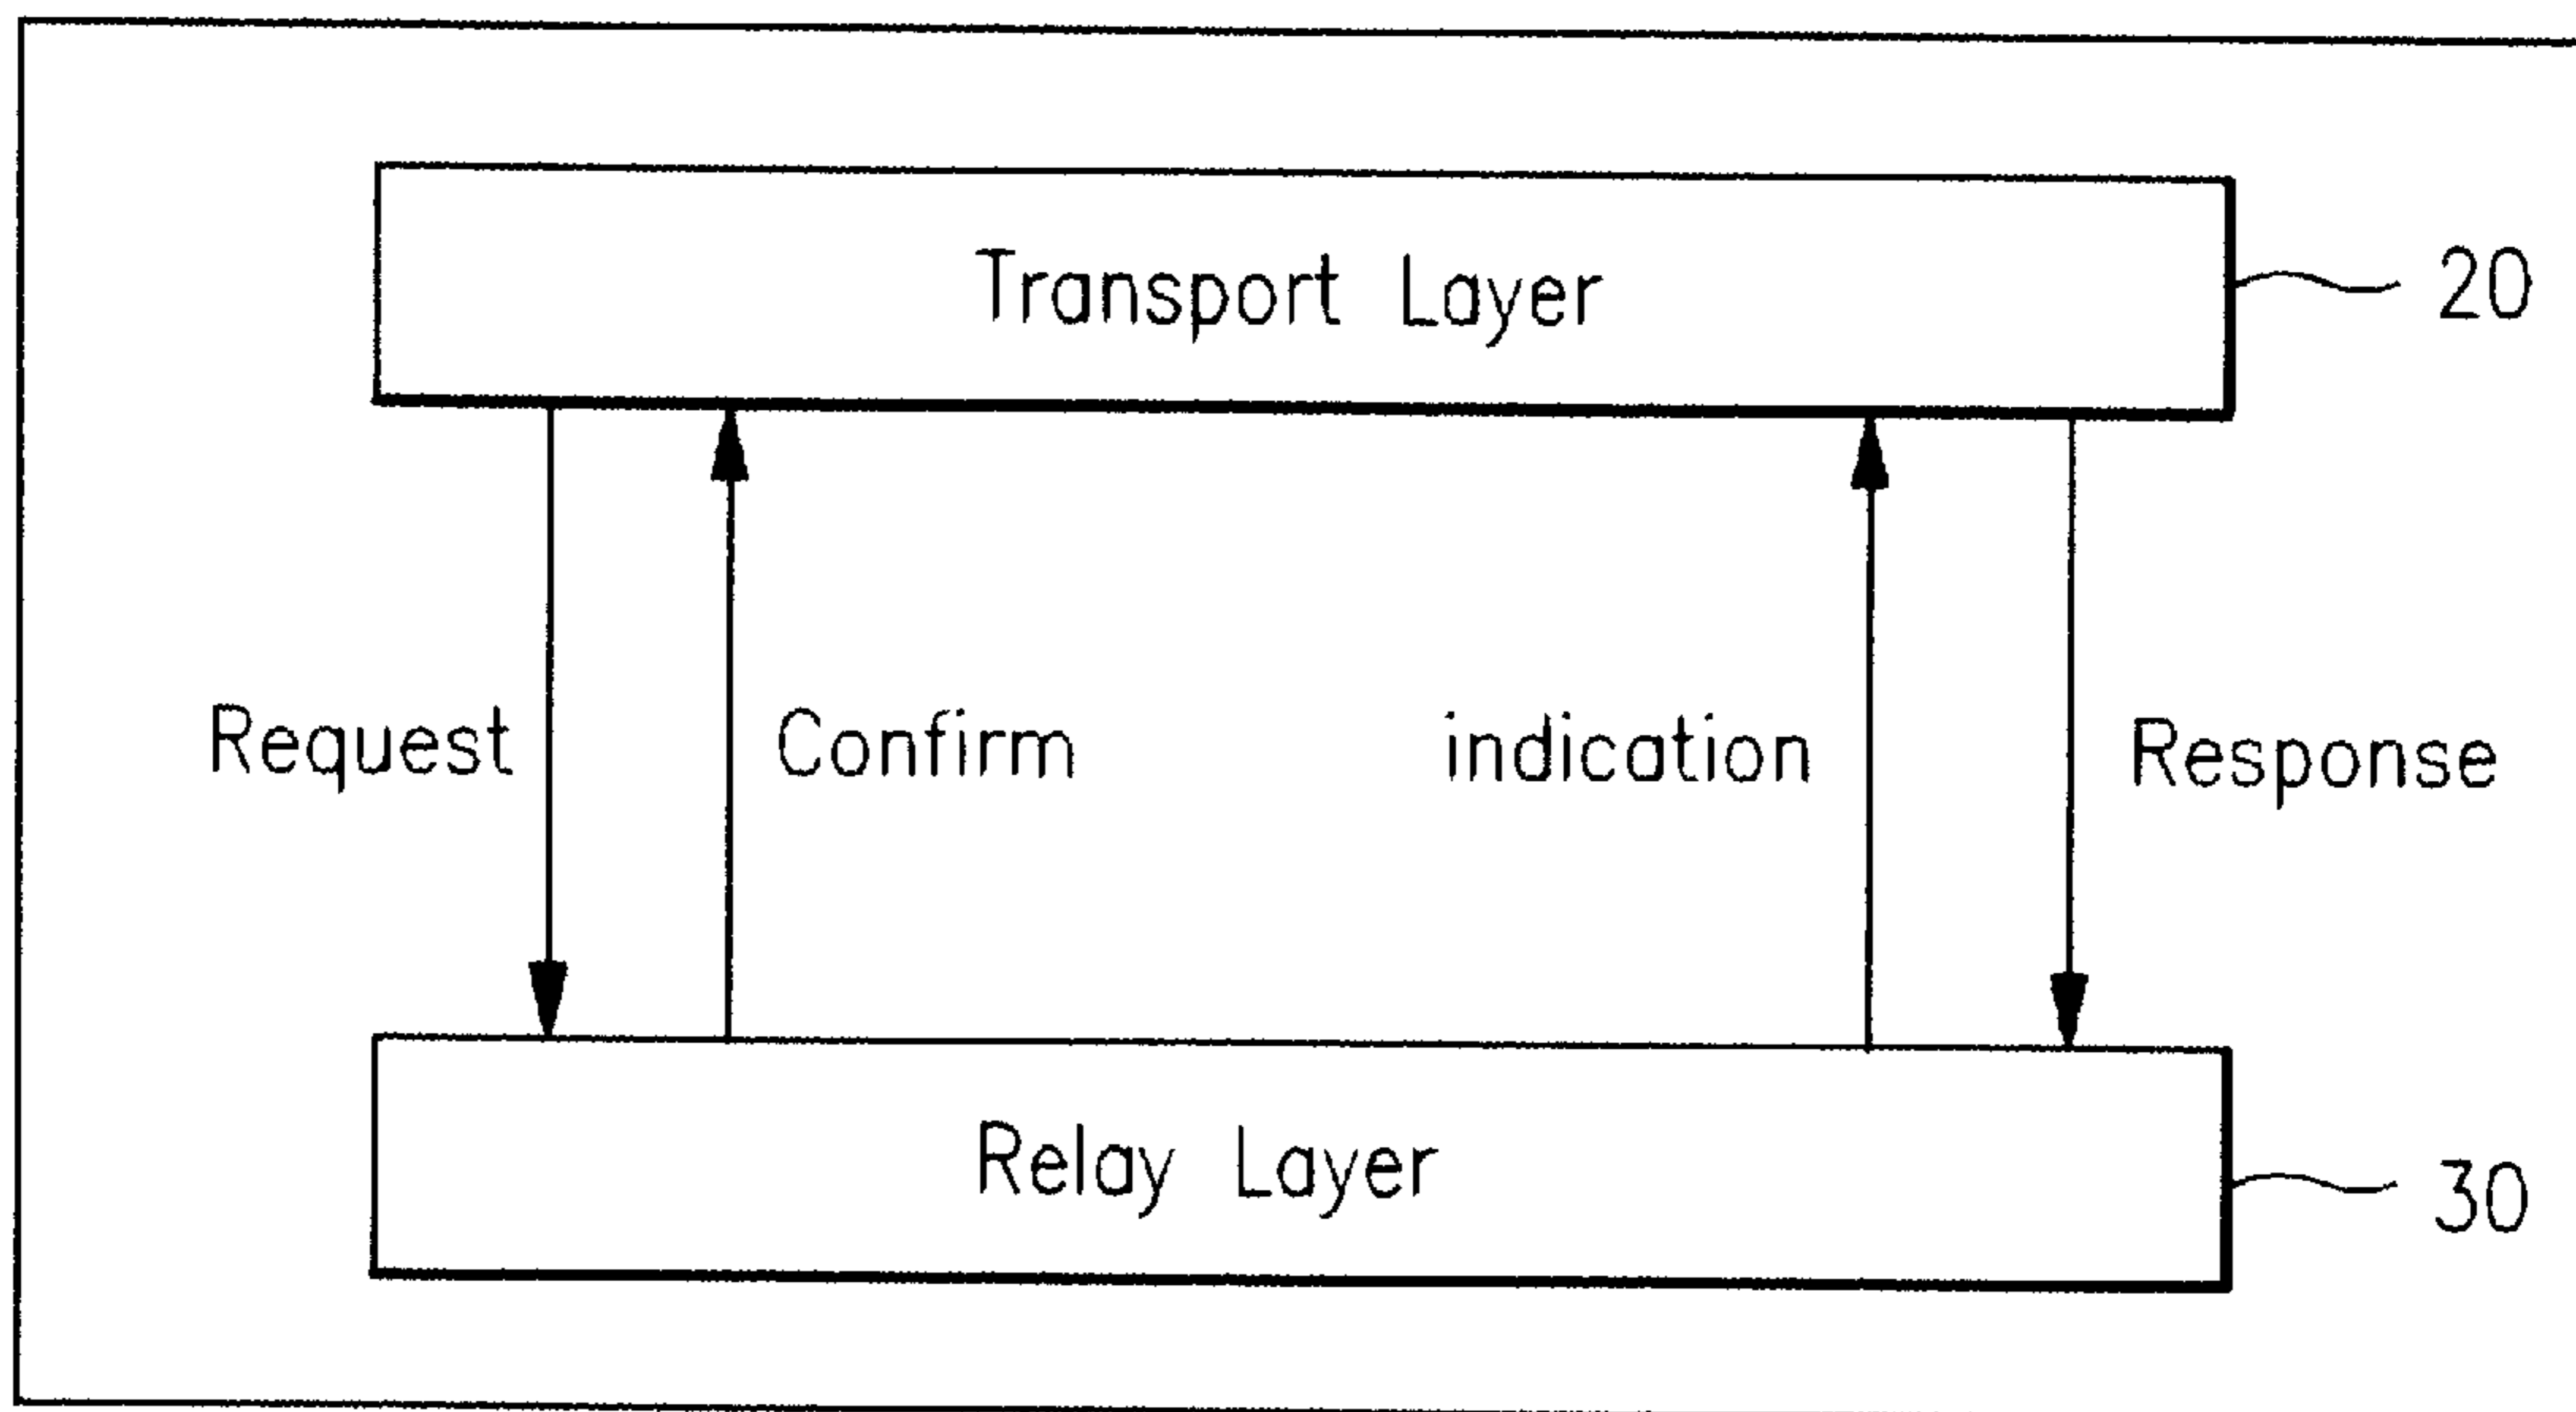 Transport Layer
20
Request
Confirm
indication
Response
Relay Layer
30